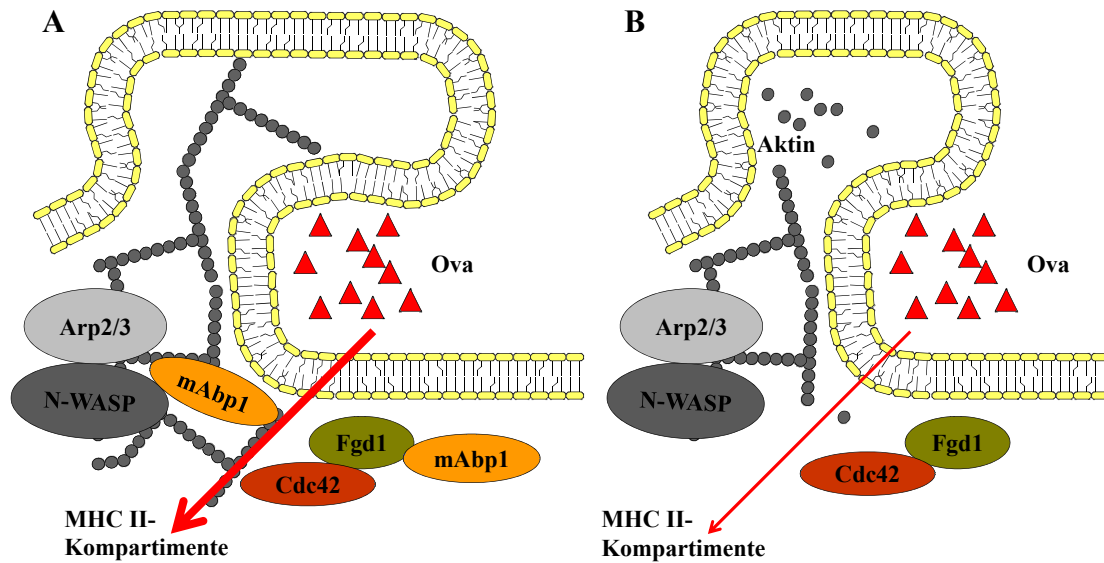 A
Ova
Arp2/3
mAbp1
N-WASP
Fgd1
mAbp1
Cdc42
MHC II-
Kompartimente
B
Aktin
Ova
Arp2/3
N-WASP
Fgd1
Cdc42
MHC II-
Kompartimente